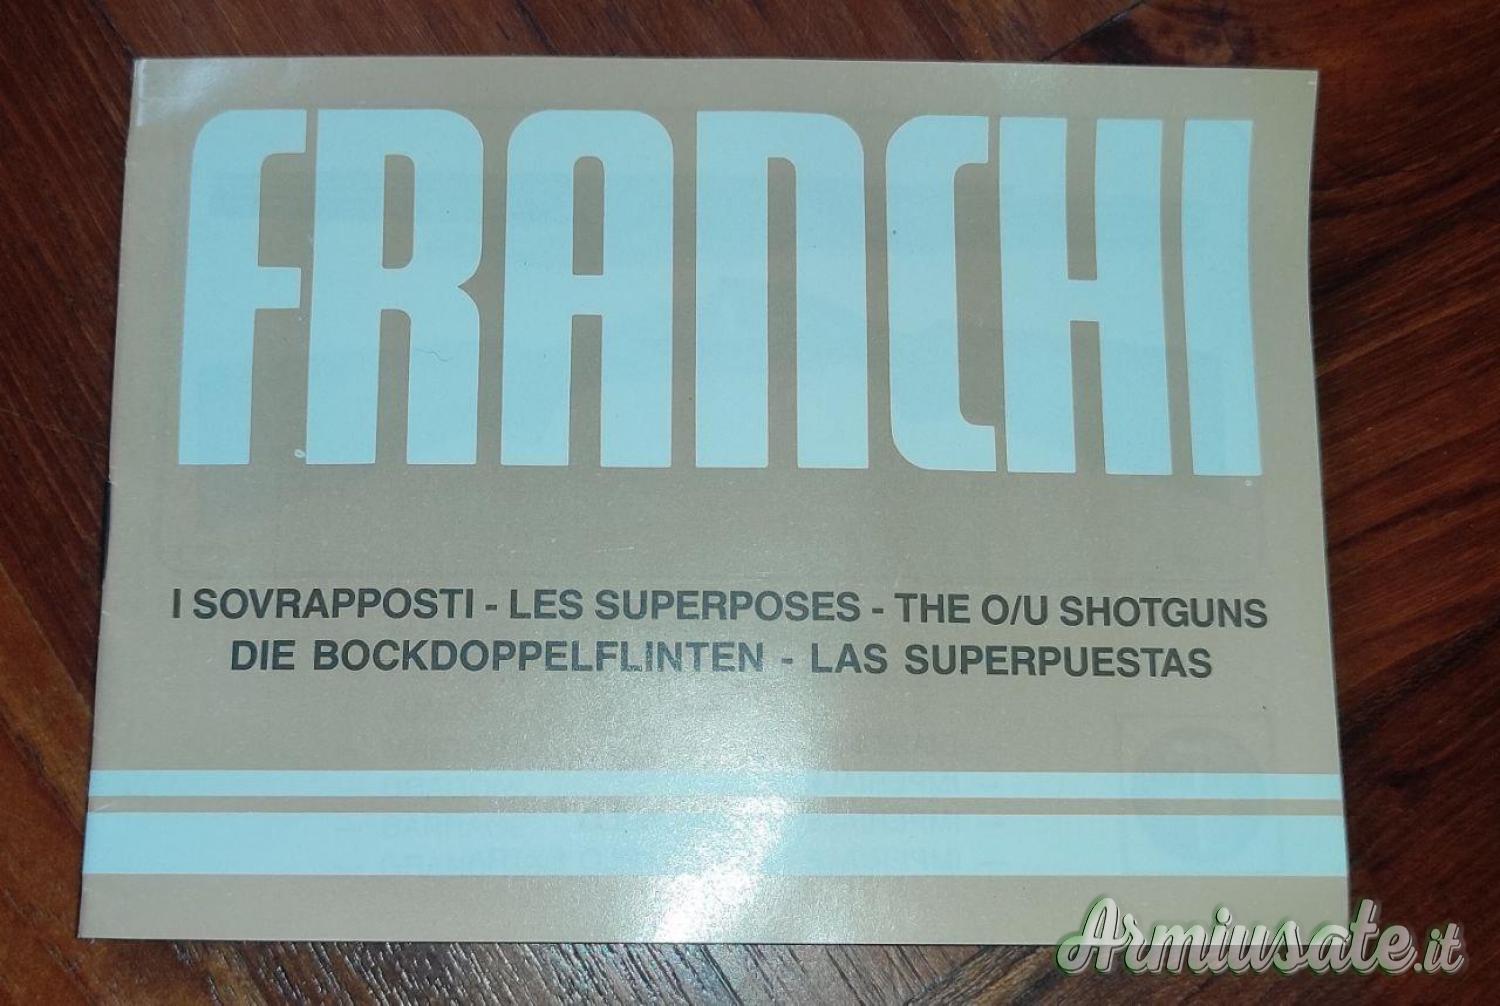 FRANCHI
I SOVRAPPOSTI - LES SUPERPOSES - THE O/U SHOTGUNS
DIE BOCKDOPPELFLINTEN - LAS SUPERPUESTAS
Armiusate.it